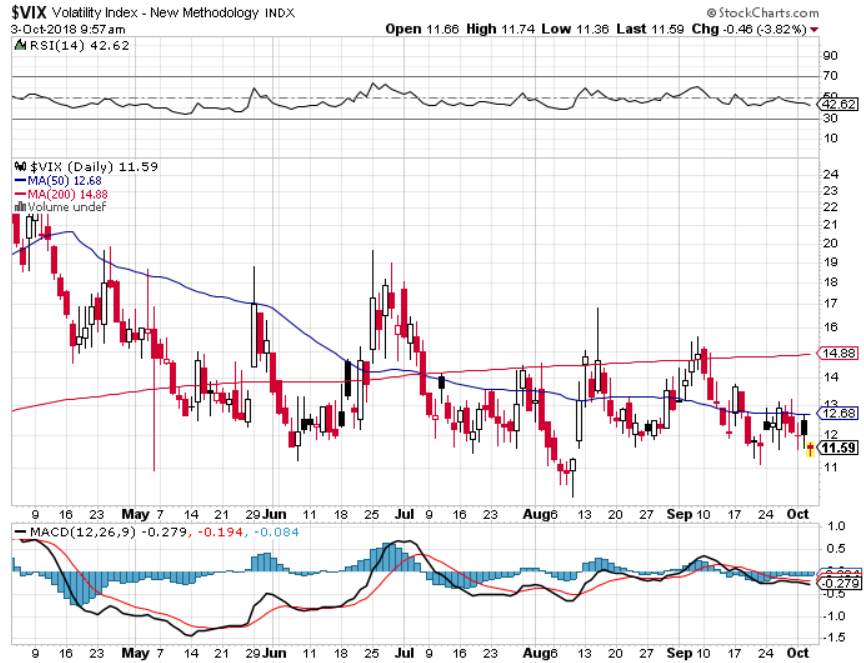 $VIX Volatility Index - New Methodology INDX © StockCharts.com
3-Oct-2018 9:57am Open 11.66 High 11.74 Low 11.36 Last 11.59 Chg -0.46 (-3.82%)
RSI(14) 42.62
90
70
50
42.62
30
10
$VIX (Daily) 11.59
MA(50) 12.68
MA(200) 14.88
Volume undef
24
23
22
21
20
19
18
17
16
14.88
14
13
12.68
12
11.59
11
9 16 23 May 7 14 21 29 Jun 11 18 25 Jul 9 16 23 Aug 6 13 20 27 Sep 10 17 24 Oct
MACD(12,26,9) -0.279, -0.194, -0.084
1.0
0.5
-0.279
-0.5
-1.0
-1.5
9 16 23 May 7 14 21 29 Jun 11 18 25 Jul 9 16 23 Aug 6 13 20 27 Sep 10 17 24 Oct